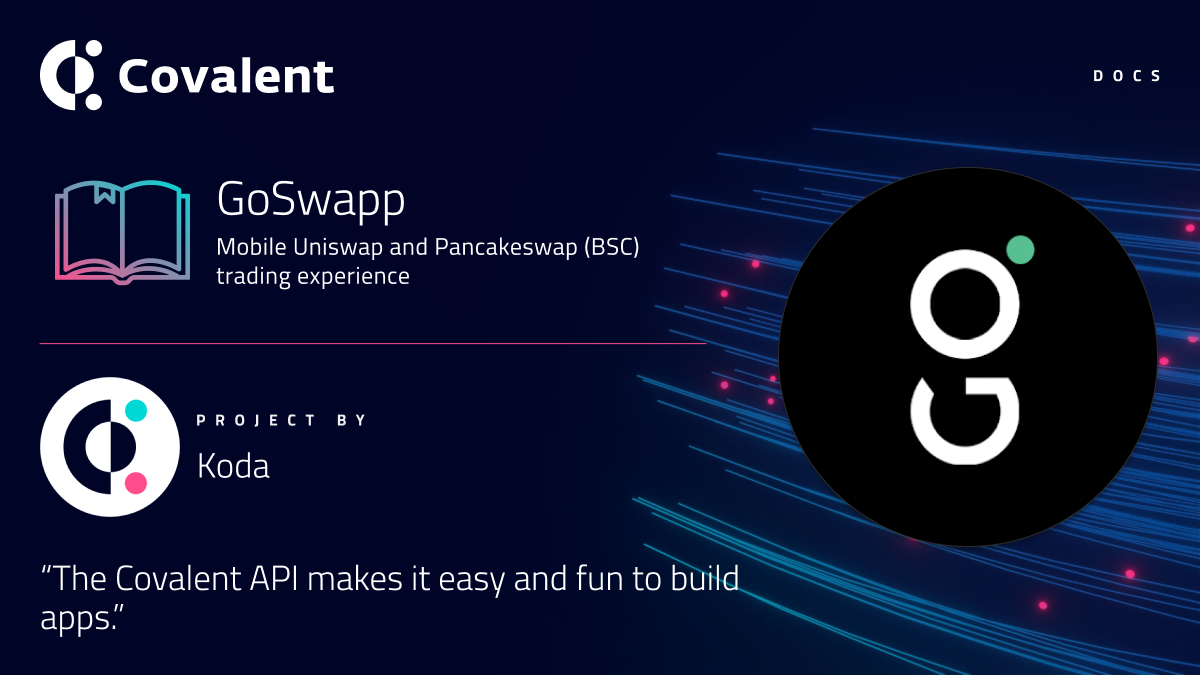 Covalent
DOCS
GoSwapp
Mobile Uniswap and Pancakeswap (BSC)
trading experience
PROJECT BY
Koda
“The Covalent API makes it easy and fun to build
apps.”